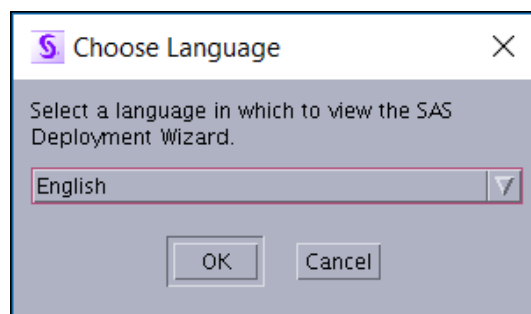 Choose Language
Select a language in which to view the SAS
Deployment Wizard.
English
OK
Cancel